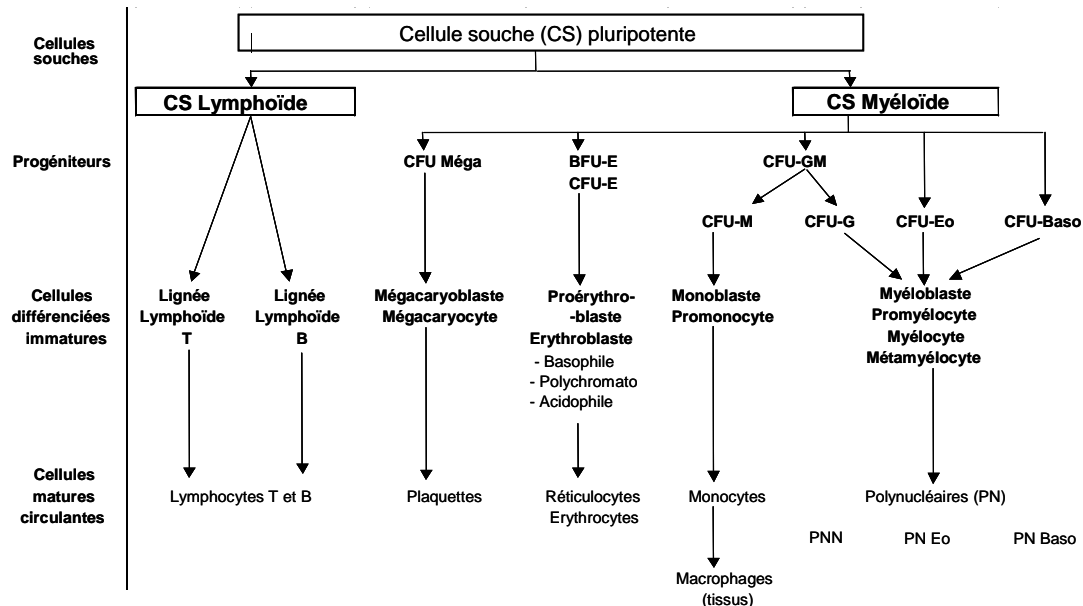 Cellules
souches
Cellule souche (CS) pluripotente
CS Lymphoïde
CS Myéloïde
Progéniteurs
CFU Méga
BFU-E
CFU-E
CFU-GM
CFU-M
CFU-G
CFU-Eo
CFU-Baso
Cellules
différenciées
immatures
Lignée
Lymphoïde
T
Lignée
Lymphoïde
B
Mégacaryoblaste
Mégacaryocyte
Proérythro-
-blaste
Erythroblaste
- Basophile
- Polychromato
- Acidophile
Monoblaste
Promonocyte
Myéloblaste
Promyélocyte
Myélocyte
Métamyélocyte
Cellules
matures
circulantes
Lymphocytes T et B
Plaquettes
Réticulocytes
Erythrocytes
Monocytes
Polynucléaires (PN)
PNN
PN Eo
PN Baso
Macrophages
(tissus)